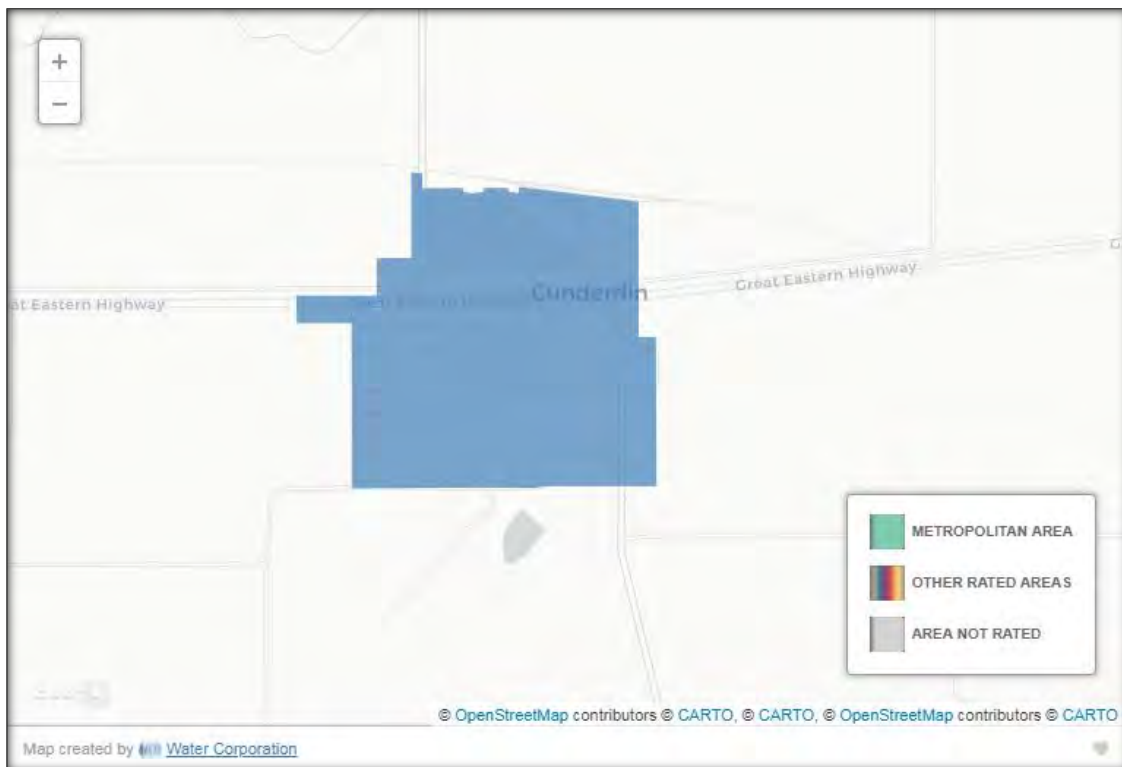 +
−
Cunderdin
Great Eastern Highway
at Eastern Highway
G
METROPOLITAN AREA
OTHER RATED AREAS
AREA NOT RATED
© OpenStreetMap contributors © CARTO, © CARTO, © OpenStreetMap contributors © CARTO
Map created by Water Corporation